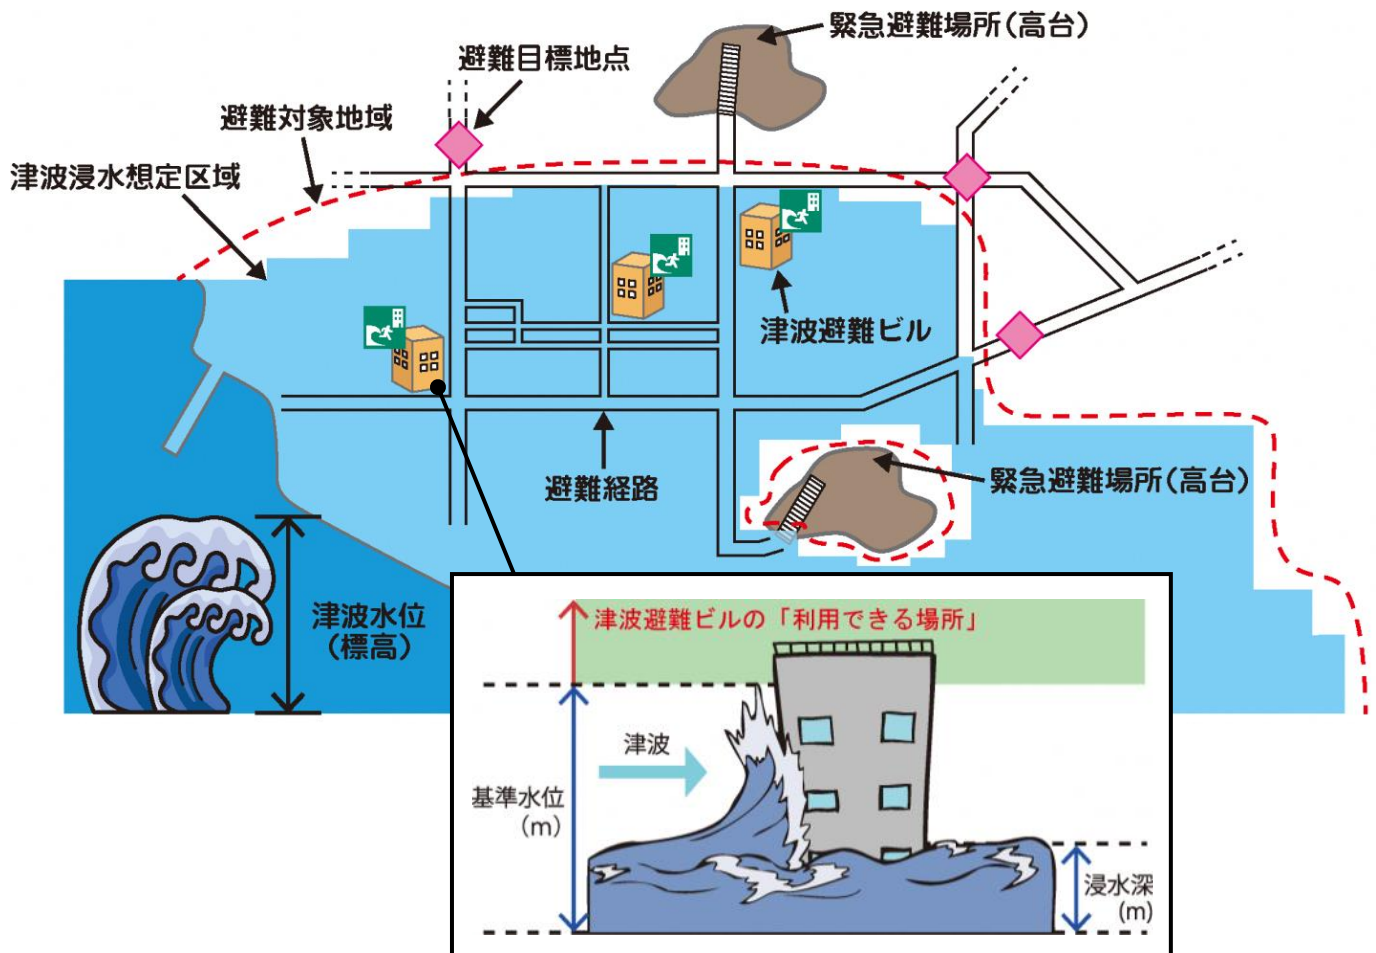 緊急避難場所(高台)
避難目標地点
避難対象地域
津波浸水想定区域
津波避難ビル
避難経路
緊急避難場所(高台)
津波水位
(標高)
津波避難ビルの「利用できる場所」
津波
基準水位
(m)
浸水深
(m)